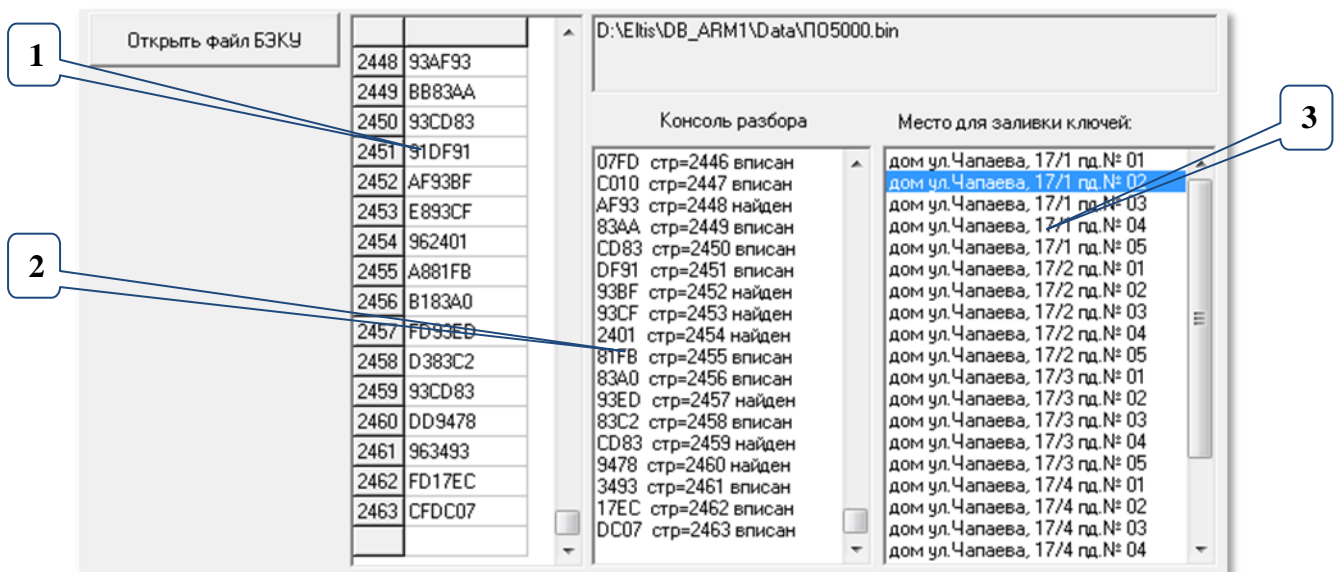 1
2
3
Открыть файл БЭКУ
2448 93AF93
2449 BB83AA
2450 93CD83
2451 91DF91
2452 AF93BF
2453 E893CF
2454 962401
2455 A881FB
2456 B183A0
2457 FD93ED
2458 D383C2
2459 93CD83
2460 DD9478
2461 963493
2462 FD17EC
2463 CFDC07
D:\Eltis\DB_ARM1\Data\ПО5000.bin
Консоль разбора
07FD стр=2446 вписан
C010 стр=2447 вписан
AF93 стр=2448 найден
83AA стр=2449 вписан
CD83 стр=2450 вписан
DF91 стр=2451 вписан
93BF стр=2452 найден
93CF стр=2453 найден
2401 стр=2454 найден
81FB стр=2455 вписан
83A0 стр=2456 вписан
93ED стр=2457 найден
83C2 стр=2458 вписан
CD83 стр=2459 найден
9478 стр=2460 найден
3493 стр=2461 вписан
17EC стр=2462 вписан
DC07 стр=2463 вписан
Место для заливки ключей:
дом ул.Чапаева, 17/1 пд.№ 01
дом ул.Чапаева, 17/1 пд.№ 02
дом ул.Чапаева, 17/1 пд.№ 03
дом ул.Чапаева, 17/1 пд.№ 04
дом ул.Чапаева, 17/1 пд.№ 05
дом ул.Чапаева, 17/2 пд.№ 01
дом ул.Чапаева, 17/2 пд.№ 02
дом ул.Чапаева, 17/2 пд.№ 03
дом ул.Чапаева, 17/2 пд.№ 04
дом ул.Чапаева, 17/2 пд.№ 05
дом ул.Чапаева, 17/3 пд.№ 01
дом ул.Чапаева, 17/3 пд.№ 02
дом ул.Чапаева, 17/3 пд.№ 03
дом ул.Чапаева, 17/3 пд.№ 04
дом ул.Чапаева, 17/3 пд.№ 05
дом ул.Чапаева, 17/4 пд.№ 01
дом ул.Чапаева, 17/4 пд.№ 02
дом ул.Чапаева, 17/4 пд.№ 03
дом ул.Чапаева, 17/4 пд.№ 04